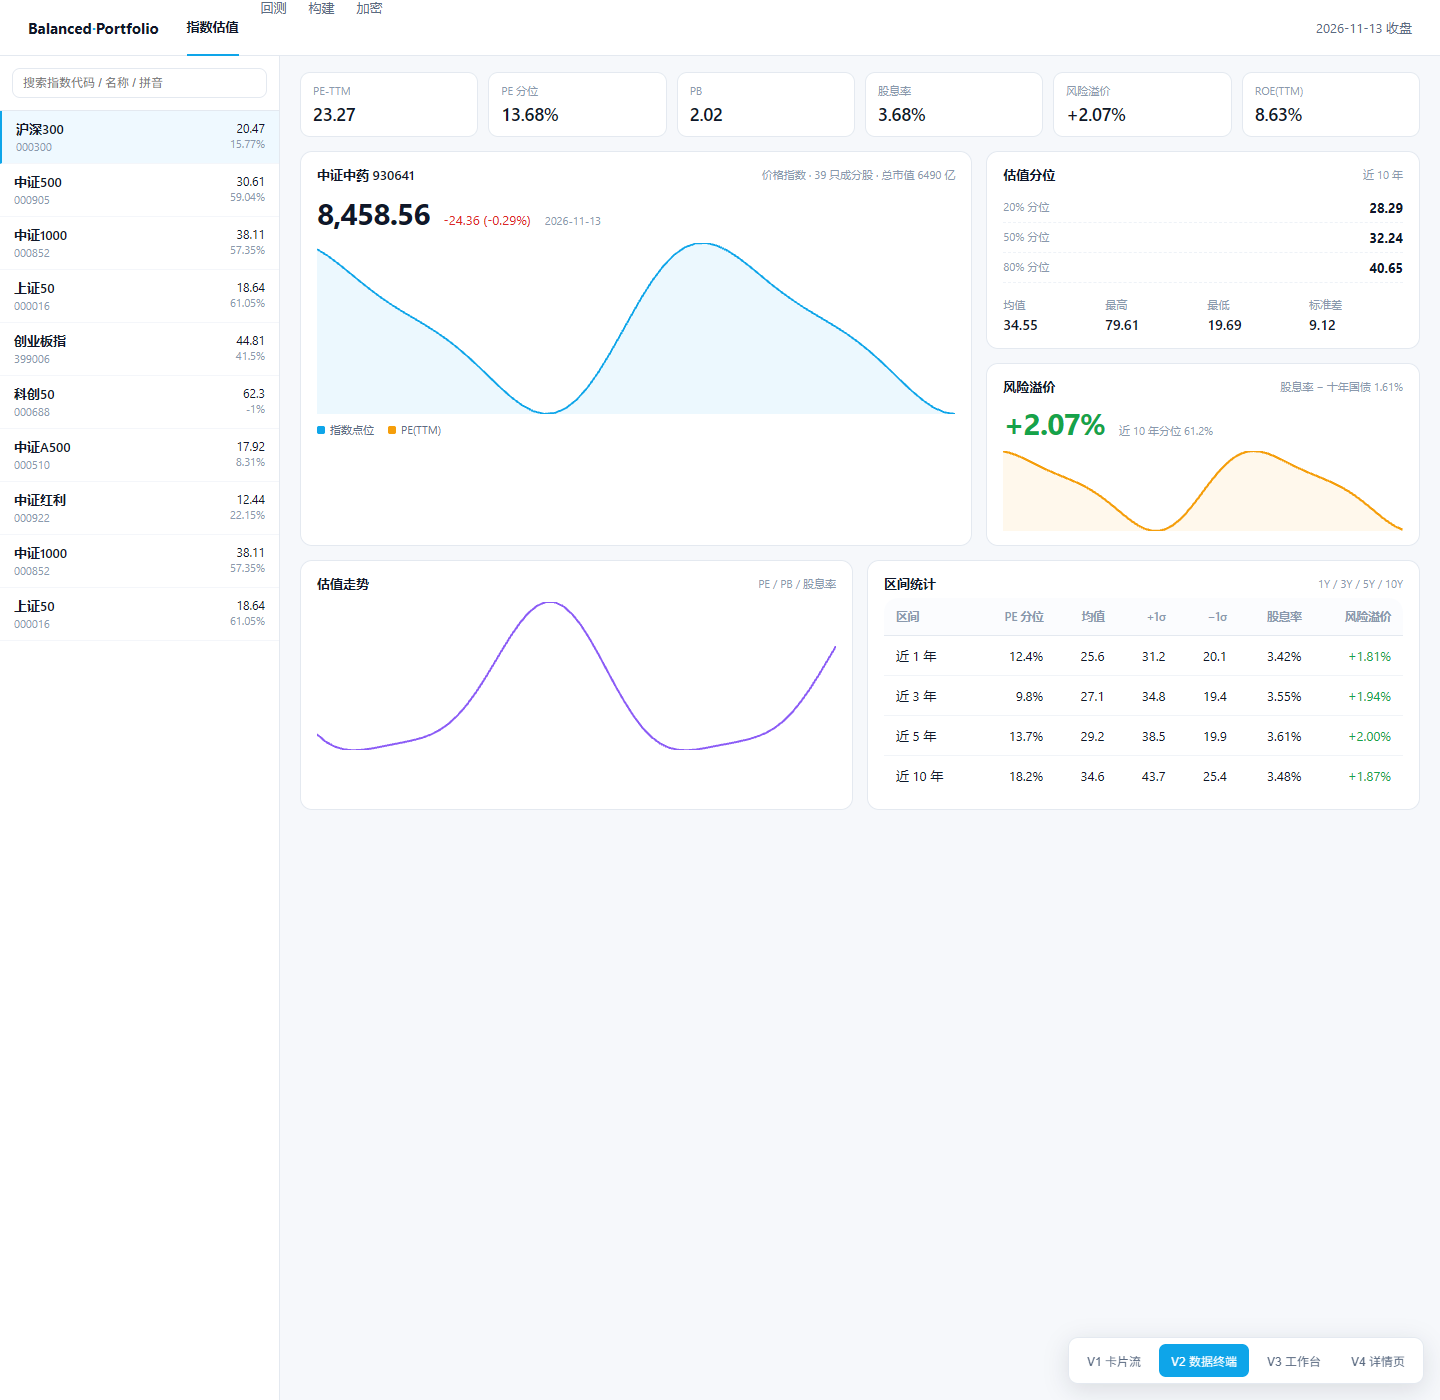 Balanced·Portfolio
指数估值
回测
构建
加密
2026-11-13 收盘
搜索指数代码 / 名称 / 拼音
沪深300 20.47
000300 15.77%
中证500 30.61
000905 59.04%
中证1000 38.11
000852 57.35%
上证50 18.64
000016 61.05%
创业板指 44.81
399006 41.5%
科创50 62.3
000688 -1%
中证A500 17.92
000510 8.31%
中证红利 12.44
000922 22.15%
中证1000 38.11
000852 57.35%
上证50 18.64
000016 61.05%
PE-TTM
23.27
PE 分位
13.68%
PB
2.02
股息率
3.68%
风险溢价
+2.07%
ROE(TTM)
8.63%
中证中药 930641
价格指数 · 39 只成分股 · 总市值 6490 亿
8,458.56 -24.36 (-0.29%) 2026-11-13
指数点位 PE(TTM)
估值分位 近 10 年
20% 分位 28.29
50% 分位 32.24
80% 分位 40.65
均值 最高 最低 标准差
34.55 79.61 19.69 9.12
风险溢价 股息率 − 十年国债 1.61%
+2.07% 近 10 年分位 61.2%
估值走势 PE / PB / 股息率
区间统计 1Y / 3Y / 5Y / 10Y
区间 PE 分位 均值 +1σ −1σ 股息率 风险溢价
近 1 年 12.4% 25.6 31.2 20.1 3.42% +1.81%
近 3 年 9.8% 27.1 34.8 19.4 3.55% +1.94%
近 5 年 13.7% 29.2 38.5 19.9 3.61% +2.00%
近 10 年 18.2% 34.6 43.7 25.4 3.48% +1.87%
V1 卡片流 V2 数据终端 V3 工作台 V4 详情页